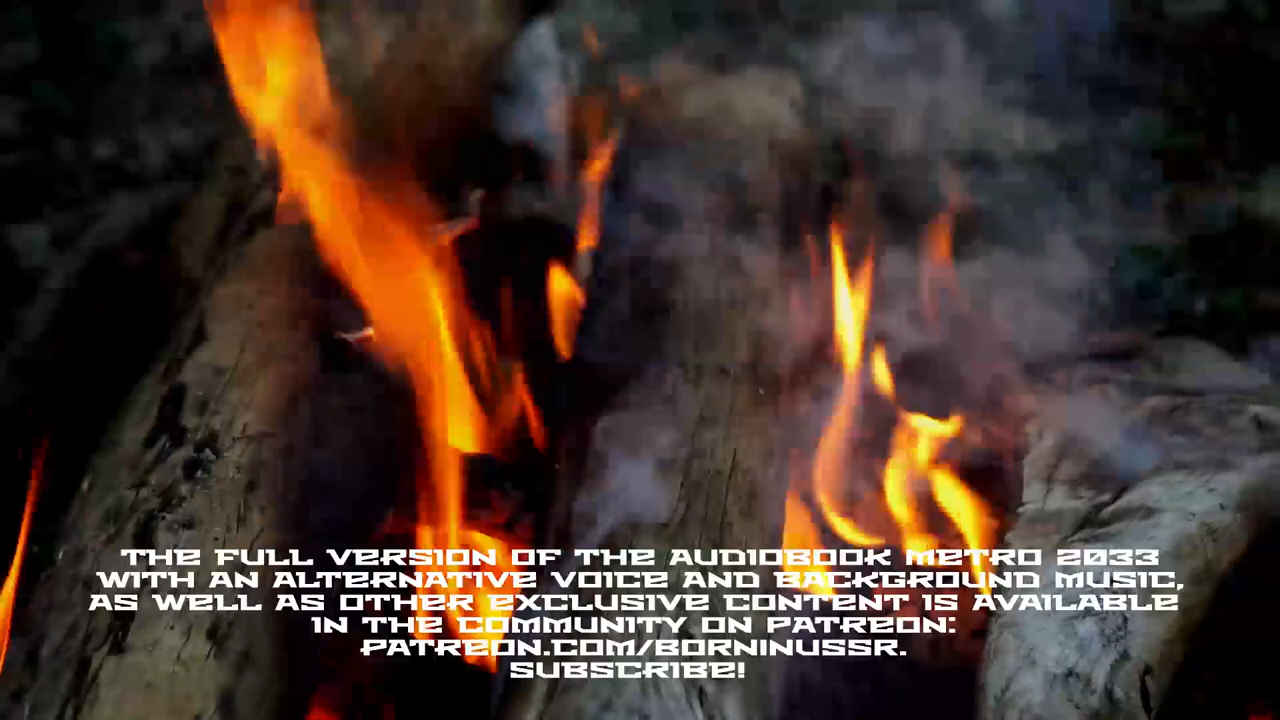 THE FULL VERSION OF THE AUDIOBOOK METRO 2033
WITH AN ALTERNATIVE VOICE AND BACKGROUND MUSIC,
AS WELL AS OTHER EXCLUSIVE CONTENT IS AVAILABLE
IN THE COMMUNITY ON PATREON:
PATREON.COM/BORNINUSSR.
SUBSCRIBE!